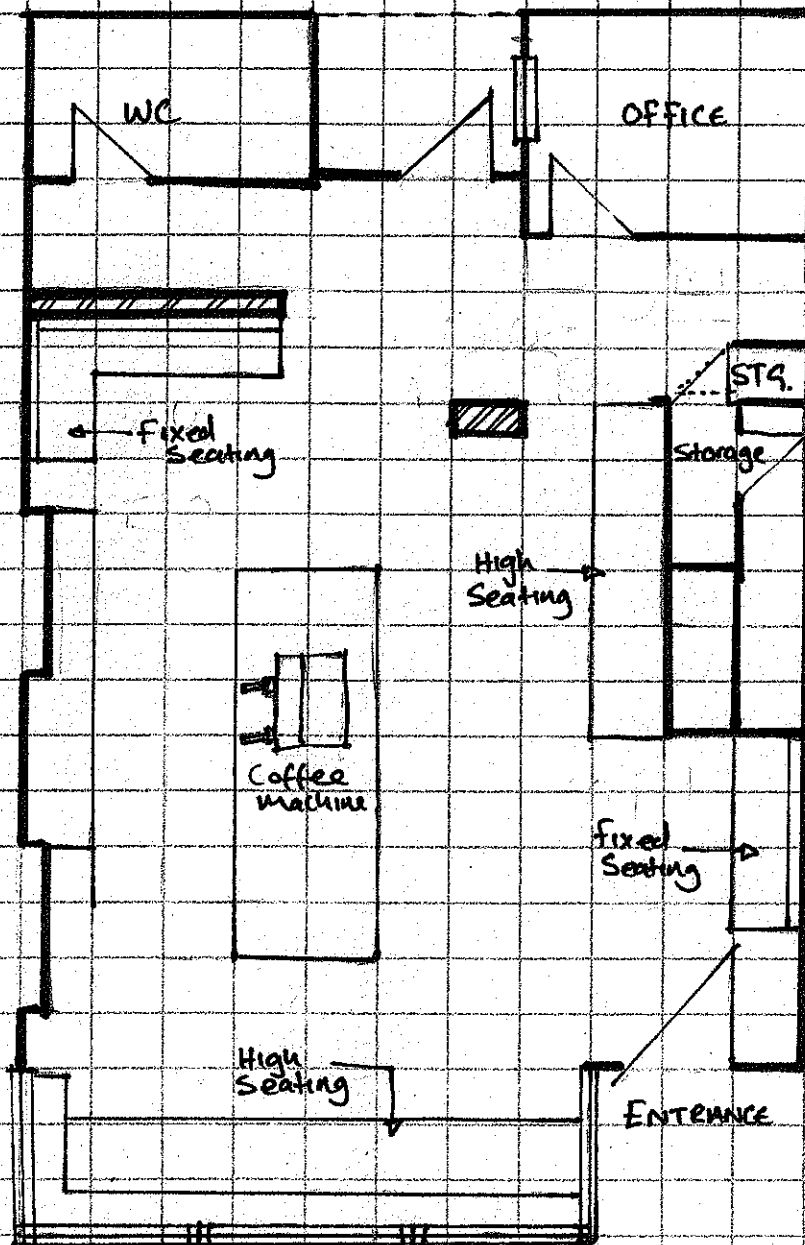 WC
OFFICE
STG.
Fixed
Seating
Storage
High
Seating
Coffee
Machine
Fixed
Seating
High
Seating
ENTRANCE